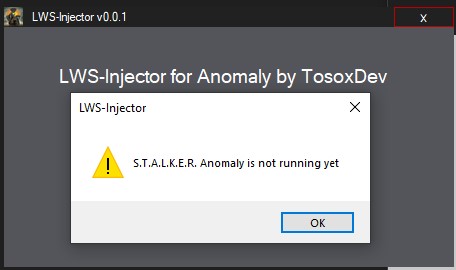 LWS-Injector v0.0.1
X
LWS-Injector for Anomaly by TosoxDev
LWS-Injector
S.T.A.L.K.E.R. Anomaly is not running yet
OK